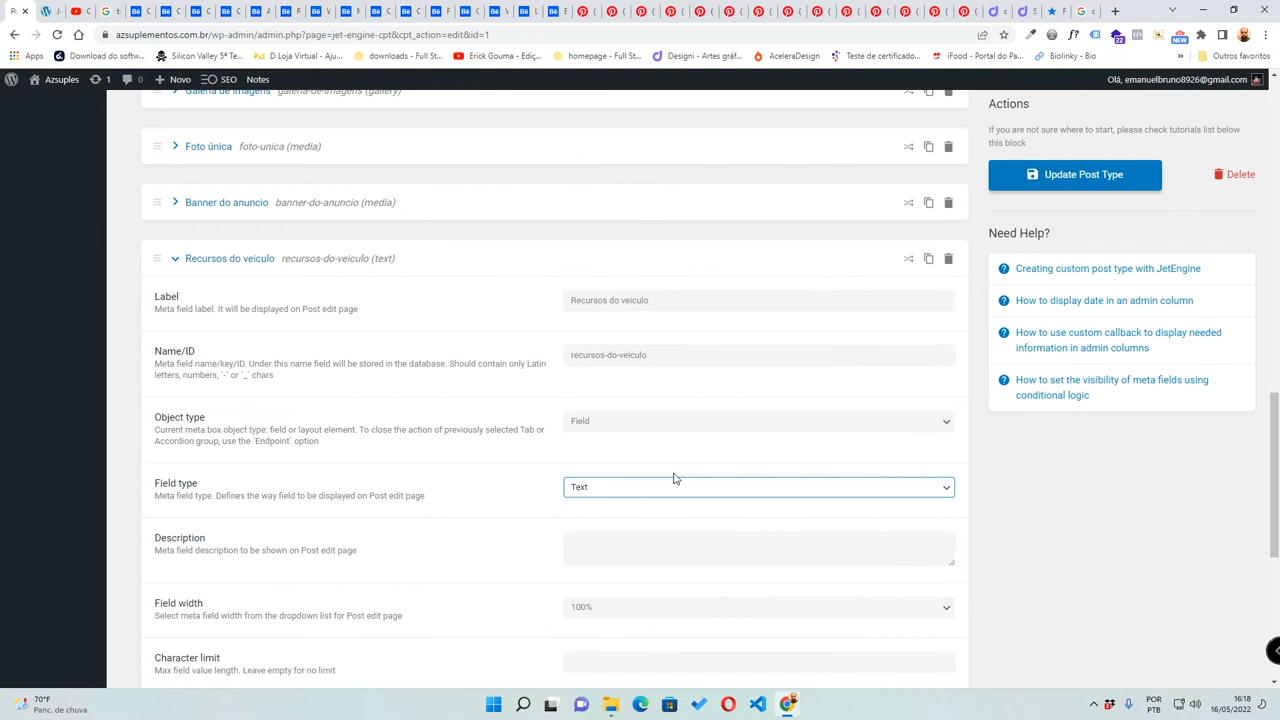 Po
azsuplementos.com.br/wp-admin/admin.php?page=jet-engine-cpt&cpt_action=edit&id=1
Apps
Download do softw...
Silicon Valley 5ª Te...
D Loja Virtual - Aju...
downloads - Full St...
Erick Gouma - Ediç...
homepage - Full St...
Designi - Artes gráf...
AceleraDesign
Teste de certificado...
iFood - Portal do Pa...
Biolinky - Bio
Outros favoritos
Azsuples
1
0
Novo
SEO
Notes
Olá, emanuelbruno8926@gmail.com
Galeria de imagens galeria-de-imagens (gallery)
Foto única foto-unica (media)
Banner do anuncio banner-do-anuncio (media)
Recursos do veiculo recursos-do-veiculo (text)
Label
Meta field label. It will be displayed on Post edit page
Recursos do veiculo
Name/ID
Meta field name/key/ID. Under this name field will be stored in the database. Should contain only Latin
letters, numbers, `-` or `_` chars
recursos-do-veiculo
Object type
Current meta box object type: field or layout element. To close the action of previously selected Tab or
Accordion group, use the `Endpoint` option
Field
Field type
Meta field type. Defines the way field to be displayed on Post edit page
Text
Description
Meta field description to be shown on Post edit page
Field width
Select meta field width from the dropdown list for Post edit page
100%
Character limit
Max field value length. Leave empty for no limit
Actions
If you are not sure where to start, please check tutorials list below
this block
Update Post Type
Delete
Need Help?
Creating custom post type with JetEngine
How to display date in an admin column
How to use custom callback to display needed
information in admin columns
How to set the visibility of meta fields using
conditional logic
70°F
Panc. de chuva
POR
PTB
16:18
16/05/2022